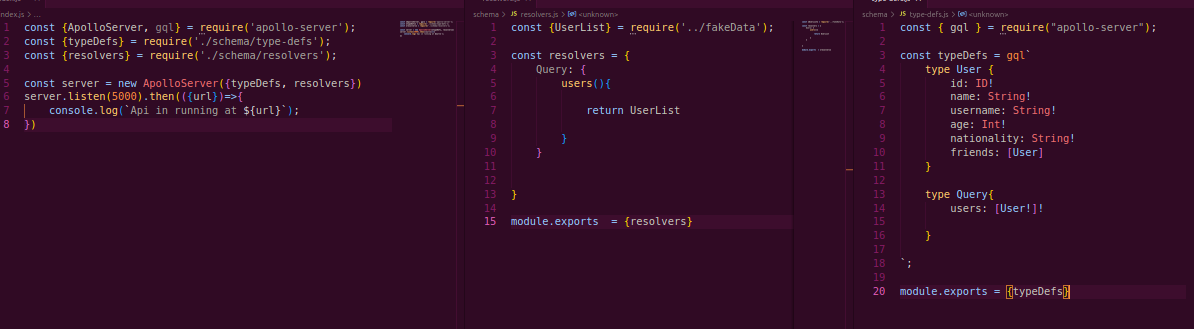 index.js > ...
1 const {ApolloServer, gql} = require('apollo-server');
2 const {typeDefs} = require('./schema/type-defs');
3 const {resolvers} = require('./schema/resolvers');
4
5 const server = new ApolloServer({typeDefs, resolvers})
6 server.listen(5000).then(({url})=>{
7 console.log(`Api in running at ${url}`);
8 })
schema > JS resolvers.js > <unknown>
1 const {UserList} = require('../fakeData');
2
3 const resolvers = {
4 Query: {
5 users(){
6
7 return UserList
8
9 }
10 }
11
12
13 }
14
15 module.exports = {resolvers}
schema > JS type-defs.js > <unknown>
1 const { gql } = require("apollo-server");
2
3 const typeDefs = gql`
4 type User {
5 id: ID!
6 name: String!
7 username: String!
8 age: Int!
9 nationality: String!
10 friends: [User]
11 }
12
13 type Query{
14 users: [User!]!
15
16 }
17
18 `;
19
20 module.exports = {typeDefs}